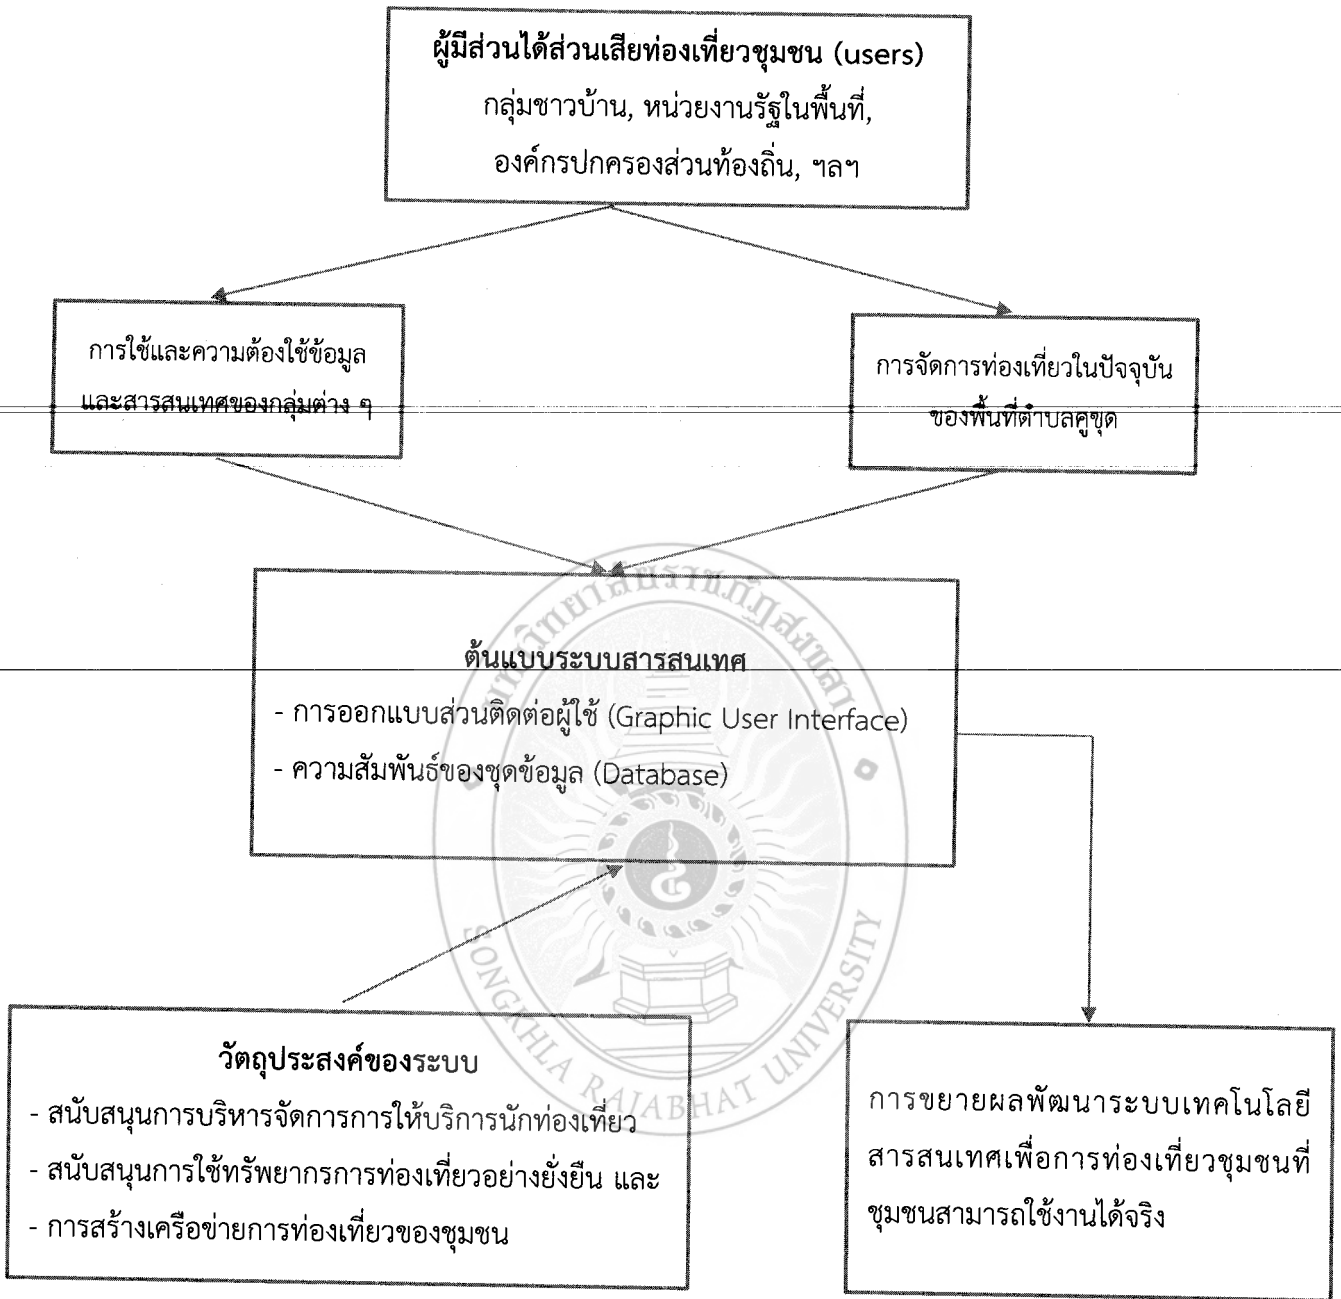 ผู้มีส่วนได้ส่วนเสียท่องเที่ยวชุมชน (users)
กลุ่มชาวบ้าน, หน่วยงานรัฐในพื้นที่,
องค์กรปกครองส่วนท้องถิ่น, ฯลฯ
การใช้และความต้องใช้ข้อมูล
และสารสนเทศของกลุ่มต่าง ๆ
การจัดการท่องเที่ยวในปัจจุบัน
ของพื้นที่ตำบลคูขุด
มหาวิทยาลัยราชภัฏสงขลา
ต้นแบบระบบสารสนเทศ
- การออกแบบส่วนติดต่อผู้ใช้ (Graphic User Interface)
- ความสัมพันธ์ของชุดข้อมูล (Database)
SONGKHLA RAJABHAT UNIVERSITY
วัตถุประสงค์ของระบบ
- สนับสนุนการบริหารจัดการการให้บริการนักท่องเที่ยว
- สนับสนุนการใช้ทรัพยากรการท่องเที่ยวอย่างยั่งยืน และ
- การสร้างเครือข่ายการท่องเที่ยวของชุมชน
การขยายผลพัฒนาระบบเทคโนโลยี
สารสนเทศเพื่อการท่องเที่ยวชุมชนที่
ชุมชนสามารถใช้งานได้จริง